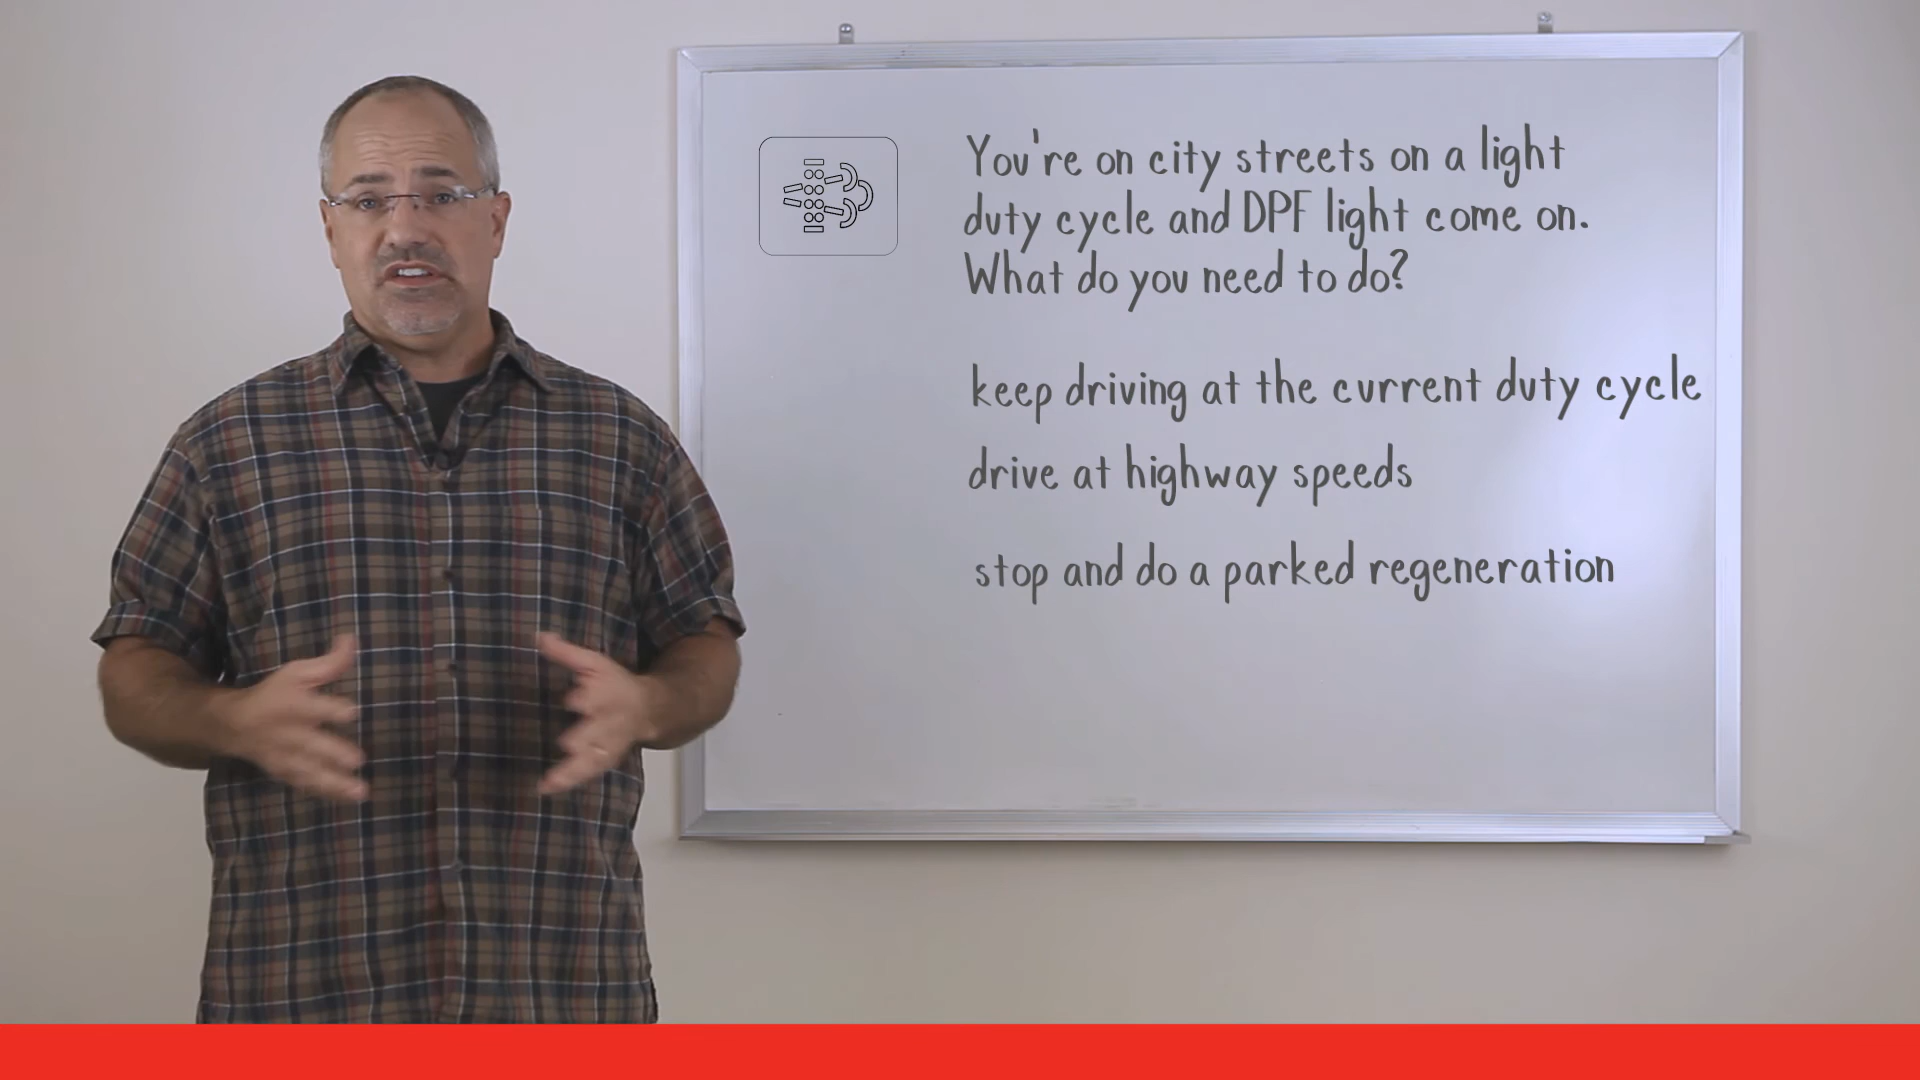 You're on city streets on a light
duty cycle and DPF light come on.
What do you need to do?
keep driving at the current duty cycle
drive at highway speeds
stop and do a parked regeneration